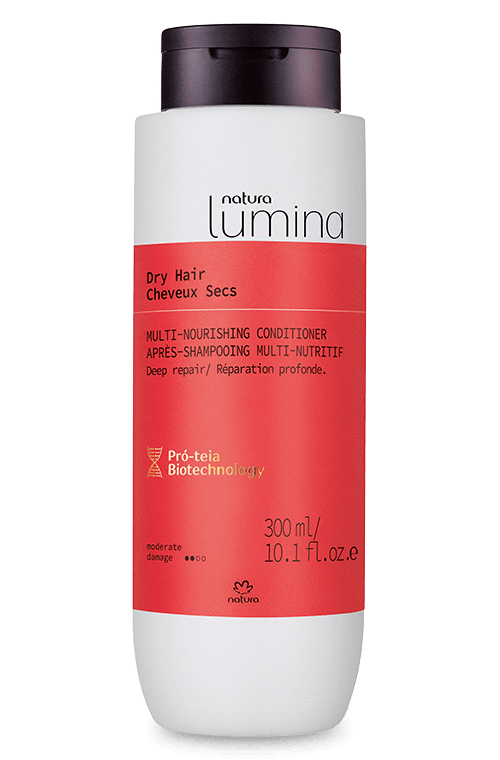 natura
lumina
Dry Hair
Cheveux Secs
MULTI-NOURISHING CONDITIONER
APRÈS-SHAMPOOING MULTI-NUTRITIF
Deep repair/ Réparation profonde.
Pró-teia
Biotechnology
300 ml/
10.1 fl.oz.e
moderate
damage
natura